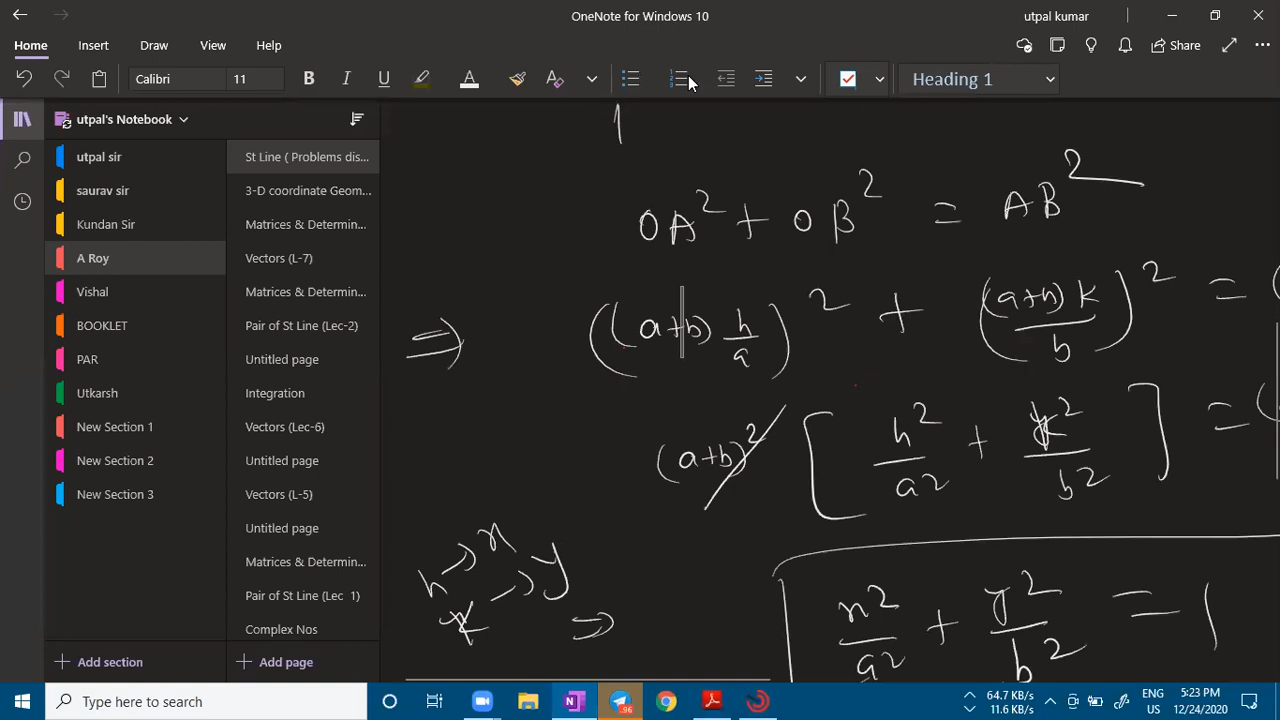 OneNote for Windows 10
utpal kumar
Home Insert Draw View Help
Share
Calibri 11 B I U A Heading 1
utpal's Notebook
utpal sir
saurav sir
Kundan Sir
A Roy
Vishal
BOOKLET
PAR
Utkarsh
New Section 1
New Section 2
New Section 3
Add section
St Line ( Problems dis...
3-D coordinate Geom...
Matrices & Determin...
Vectors (L-7)
Matrices & Determin...
Pair of St Line (Lec-2)
Untitled page
Integration
Vectors (Lec-6)
Untitled page
Vectors (L-5)
Untitled page
Matrices & Determin...
Pair of St Line (Lec 1)
Complex Nos
Add page
OA² + OB² = AB²
⇒ ((a+b) h/a)² + ((a+b) k/b)² = (
(a+b)² [ h²/a² + k²/b² ] = (
h → x
k → y ⇒ x²/a² + y²/b² = 1
Type here to search
96
64.7 KB/s
11.6 KB/s
ENG
US
5:23 PM
12/24/2020